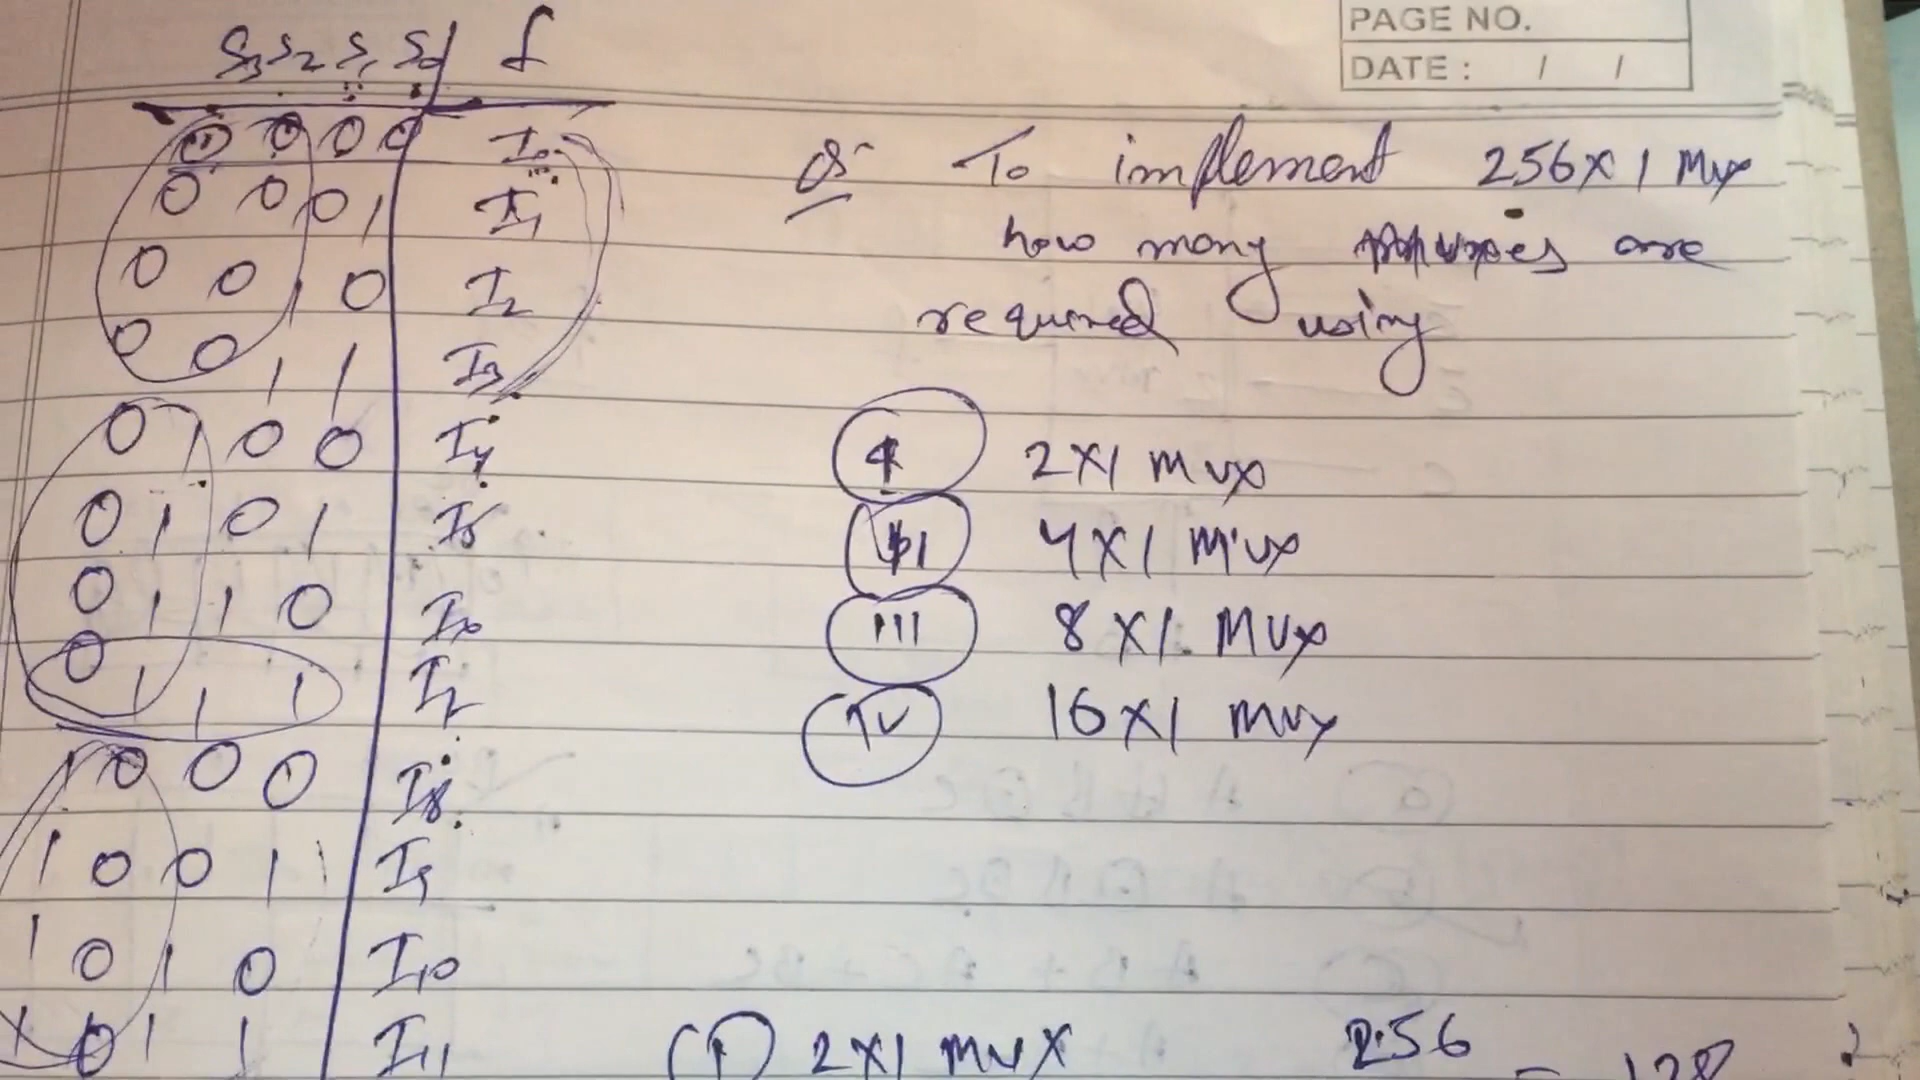 PAGE NO.
DATE : / /
S3 S2 S1 S0 f
0 0 0 0 I0
0 0 0 1 I1
0 0 1 0 I2
0 0 1 1 I3
0 1 0 0 I4
0 1 0 1 I5
0 1 1 0 I6
0 1 1 1 I7
1 0 0 0 I8
1 0 0 1 I9
1 0 1 0 I10
1 0 1 1 I11
Q5 To implement 256x1 Mux
how many are
required using
I 2X1 mux
II 4X1 mux
III 8X1 Mux
IV 16X1 mux
(I) 2X1 mux 256 = 128